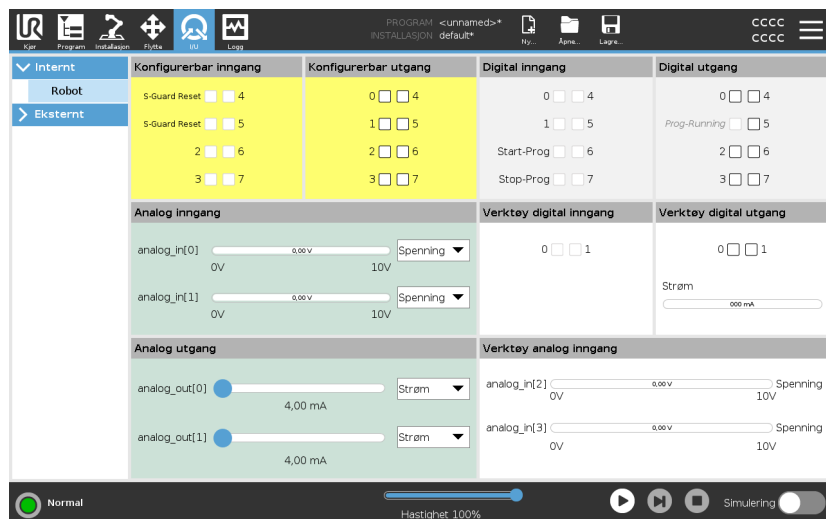 PROGRAM <unnamed>*
INSTALLASJON default*
cccc
cccc
UR
Kjør Program Installasjon Flytte I/U Logg Ny... Åpne... Lagre...
Internt
Robot
Eksternt
Konfigurerbar inngang
S-Guard Reset 4
S-Guard Reset 5
2 6
3 7
Konfigurerbar utgang
0 4
1 5
2 6
3 7
Digital inngang
0 4
1 5
Start-Prog 6
Stop-Prog 7
Digital utgang
0 4
Prog-Running 5
2 6
3 7
Analog inngang
analog_in[0] 0,00 V Spenning
0V 10V
analog_in[1] 0,00 V Spenning
0V 10V
Verktøy digital inngang
0 1
Verktøy digital utgang
0 1
Strøm
000 mA
Analog utgang
analog_out[0] Strøm
4,00 mA
analog_out[1] Strøm
4,00 mA
Verktøy analog inngang
analog_in[2] 0,00 V Spenning
0V 10V
analog_in[3] 0,00 V Spenning
0V 10V
Normal
Hastighet 100%
Simulering